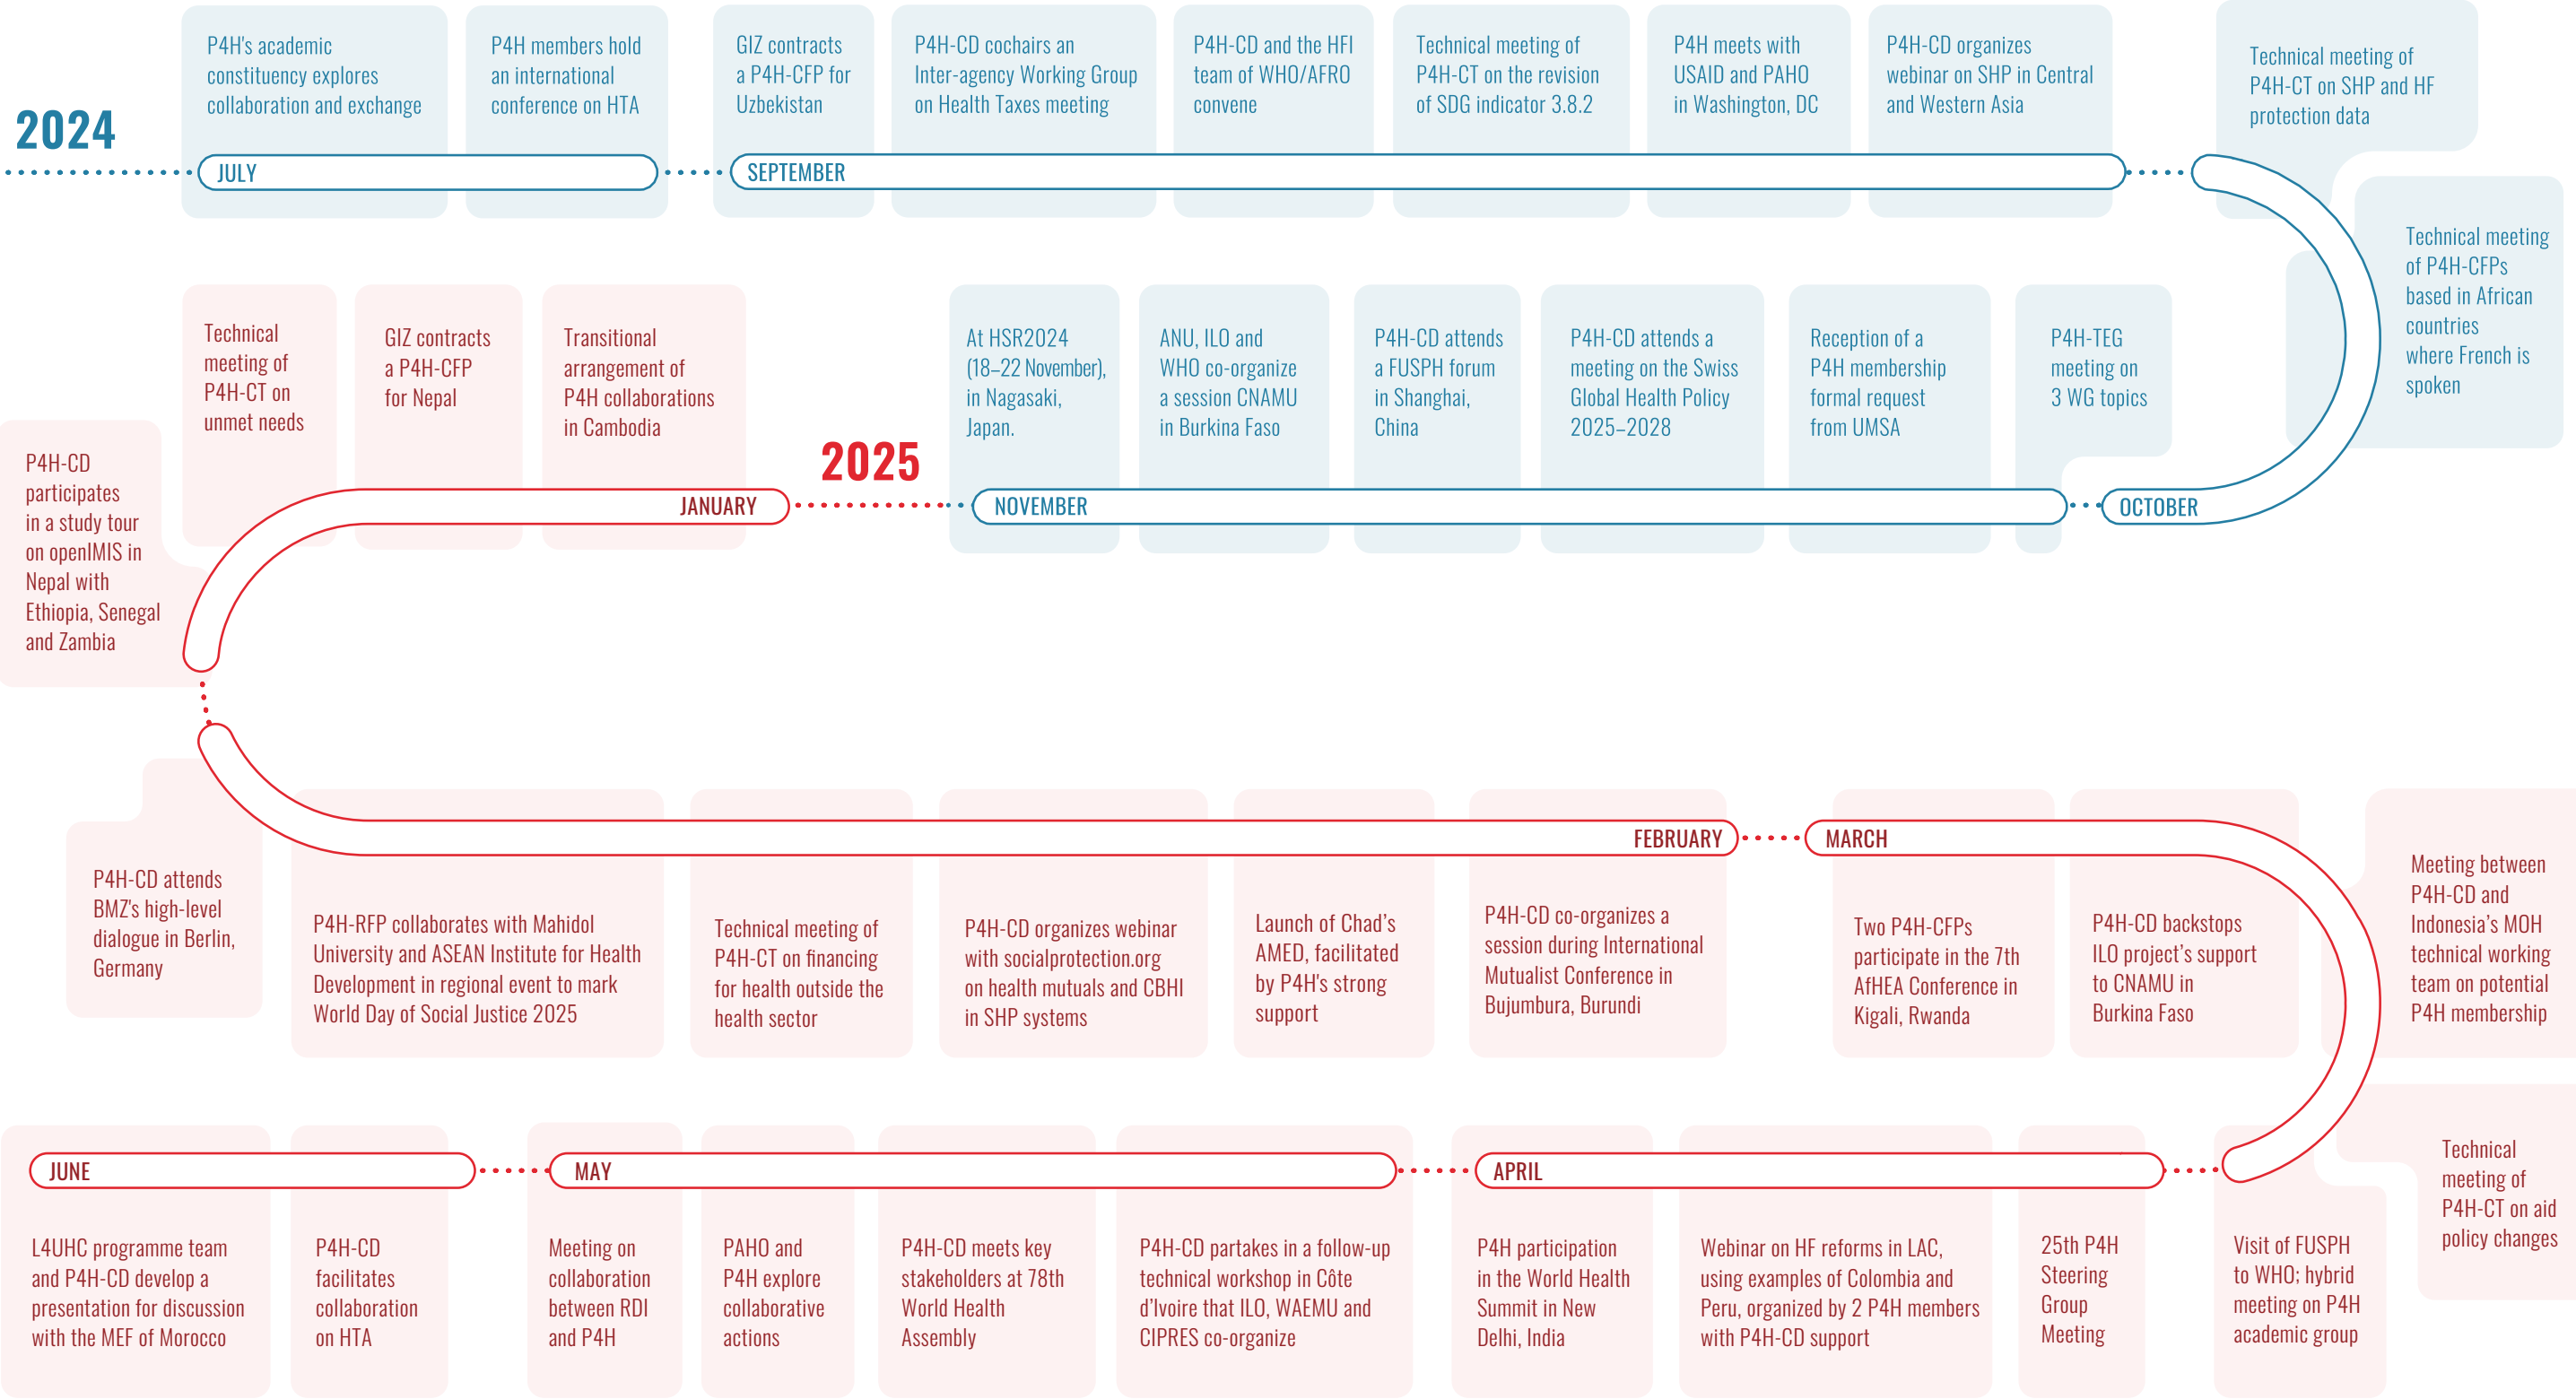 2024
JULY
P4H's academic
constituency explores
collaboration and exchange
P4H members hold
an international
conference on HTA
SEPTEMBER
GIZ contracts
a P4H-CFP for
Uzbekistan
P4H-CD cochairs an
Inter-agency Working Group
on Health Taxes meeting
P4H-CD and the HFI
team of WHO/AFRO
convene
Technical meeting of
P4H-CT on the revision
of SDG indicator 3.8.2
P4H meets with
USAID and PAHO
in Washington, DC
P4H-CD organizes
webinar on SHP in Central
and Western Asia
Technical meeting of
P4H-CT on SHP and HF
protection data
Technical meeting
of P4H-CFPs
based in African
countries
where French is
spoken
OCTOBER
P4H-TEG
meeting on
3 WG topics
Reception of a
P4H membership
formal request
from UMSA
P4H-CD attends a
meeting on the Swiss
Global Health Policy
2025–2028
P4H-CD attends
a FUSPH forum
in Shanghai,
China
ANU, ILO and
WHO co-organize
a session CNAMU
in Burkina Faso
At HSR2024
(18–22 November),
in Nagasaki,
Japan.
NOVEMBER
2025
JANUARY
Transitional
arrangement of
P4H collaborations
in Cambodia
GIZ contracts
a P4H-CFP
for Nepal
Technical
meeting of
P4H-CT on
unmet needs
P4H-CD
participates
in a study tour
on openIMIS in
Nepal with
Ethiopia, Senegal
and Zambia
P4H-CD attends
BMZ's high-level
dialogue in Berlin,
Germany
P4H-RFP collaborates with Mahidol
University and ASEAN Institute for Health
Development in regional event to mark
World Day of Social Justice 2025
Technical meeting of
P4H-CT on financing
for health outside the
health sector
P4H-CD organizes webinar
with socialprotection.org
on health mutuals and CBHI
in SHP systems
Launch of Chad’s
AMED, facilitated
by P4H's strong
support
P4H-CD co-organizes a
session during International
Mutualist Conference in
Bujumbura, Burundi
FEBRUARY
MARCH
Two P4H-CFPs
participate in the 7th
AfHEA Conference in
Kigali, Rwanda
P4H-CD backstops
ILO project’s support
to CNAMU in
Burkina Faso
Meeting between
P4H-CD and
Indonesia’s MOH
technical working
team on potential
P4H membership
Technical
meeting of
P4H-CT on aid
policy changes
Visit of FUSPH
to WHO; hybrid
meeting on P4H
academic group
25th P4H
Steering
Group
Meeting
Webinar on HF reforms in LAC,
using examples of Colombia and
Peru, organized by 2 P4H members
with P4H-CD support
P4H participation
in the World Health
Summit in New
Delhi, India
APRIL
P4H-CD partakes in a follow-up
technical workshop in Côte
d’Ivoire that ILO, WAEMU and
CIPRES co-organize
P4H-CD meets key
stakeholders at 78th
World Health
Assembly
PAHO and
P4H explore
collaborative
actions
Meeting on
collaboration
between RDI
and P4H
MAY
P4H-CD
facilitates
collaboration
on HTA
L4UHC programme team
and P4H-CD develop a
presentation for discussion
with the MEF of Morocco
JUNE